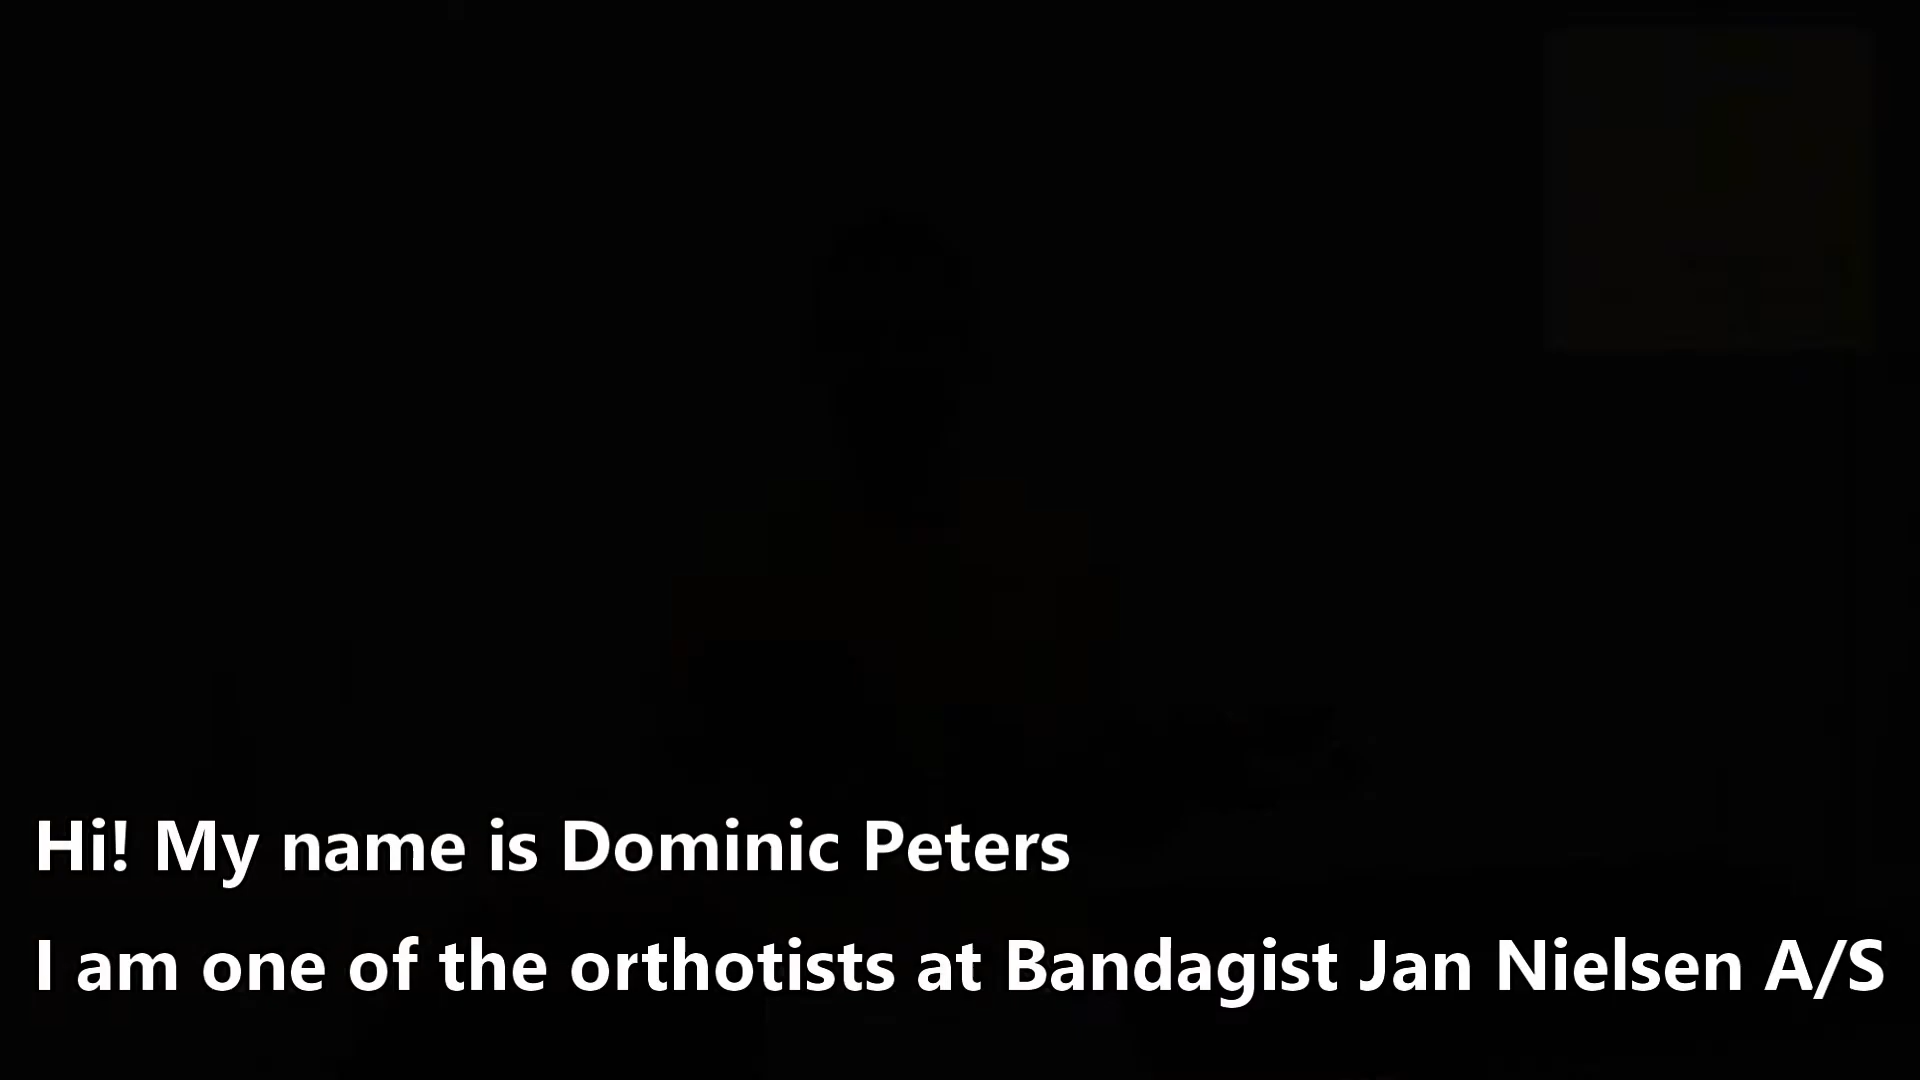 Hi! My name is Dominic Peters
I am one of the orthotists at Bandagist Jan Nielsen A/S